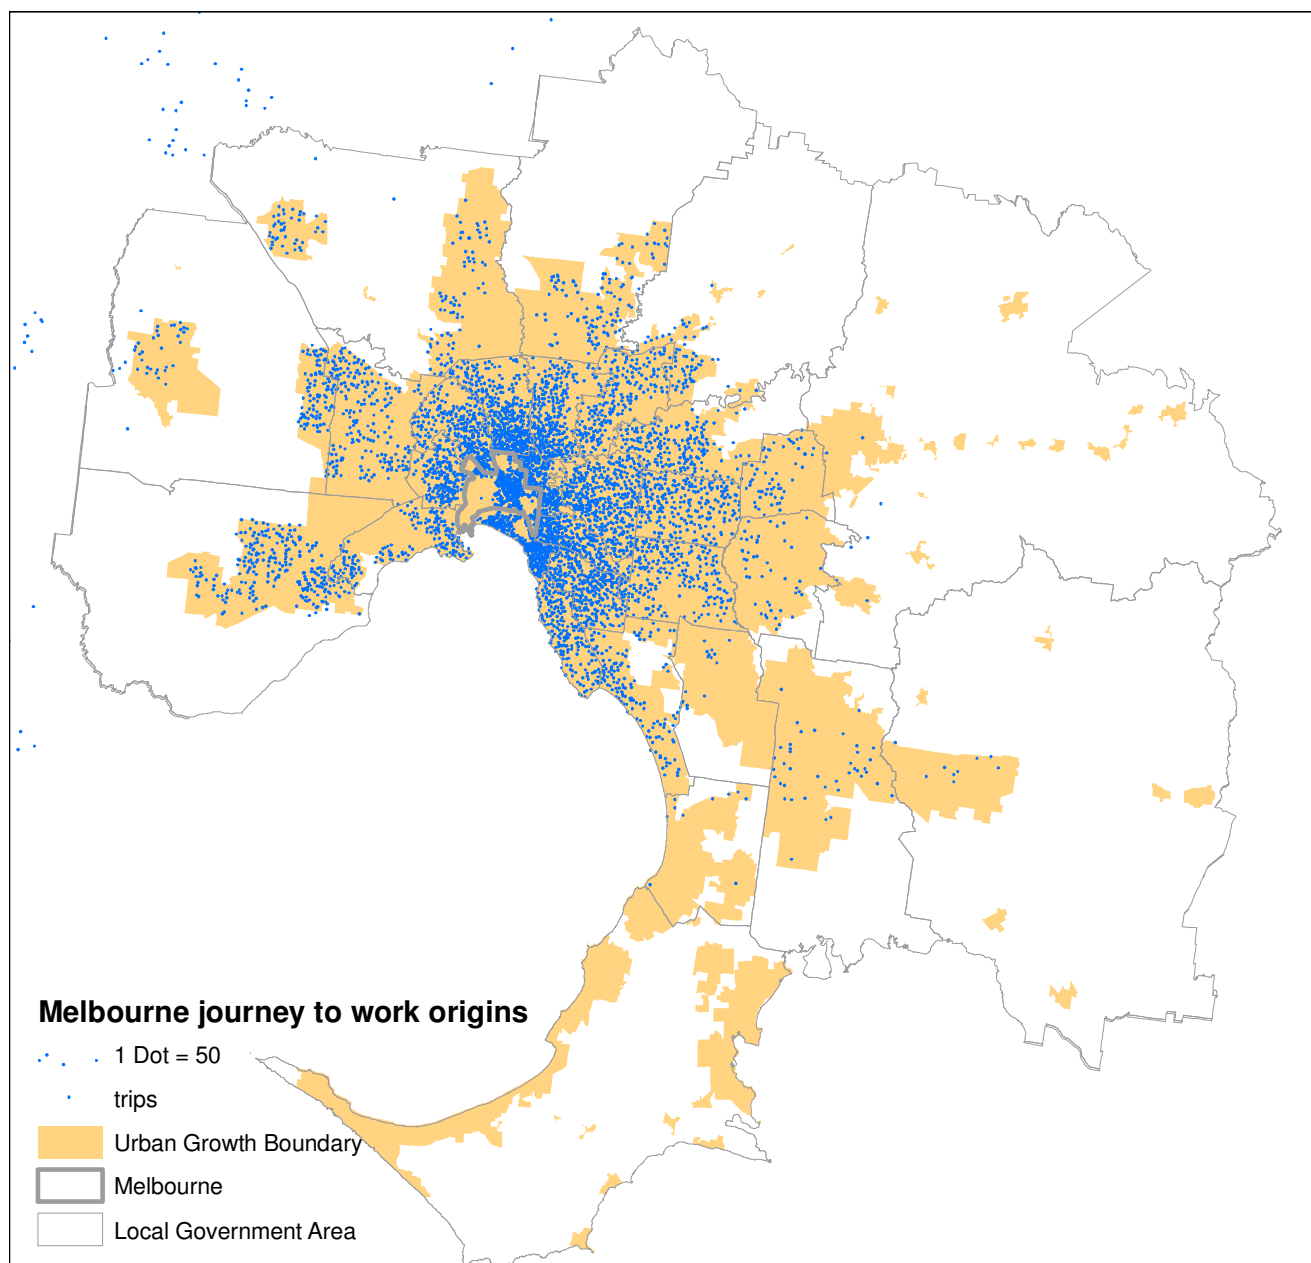 Melbourne journey to work origins
1 Dot = 50
trips
Urban Growth Boundary
Melbourne
Local Government Area